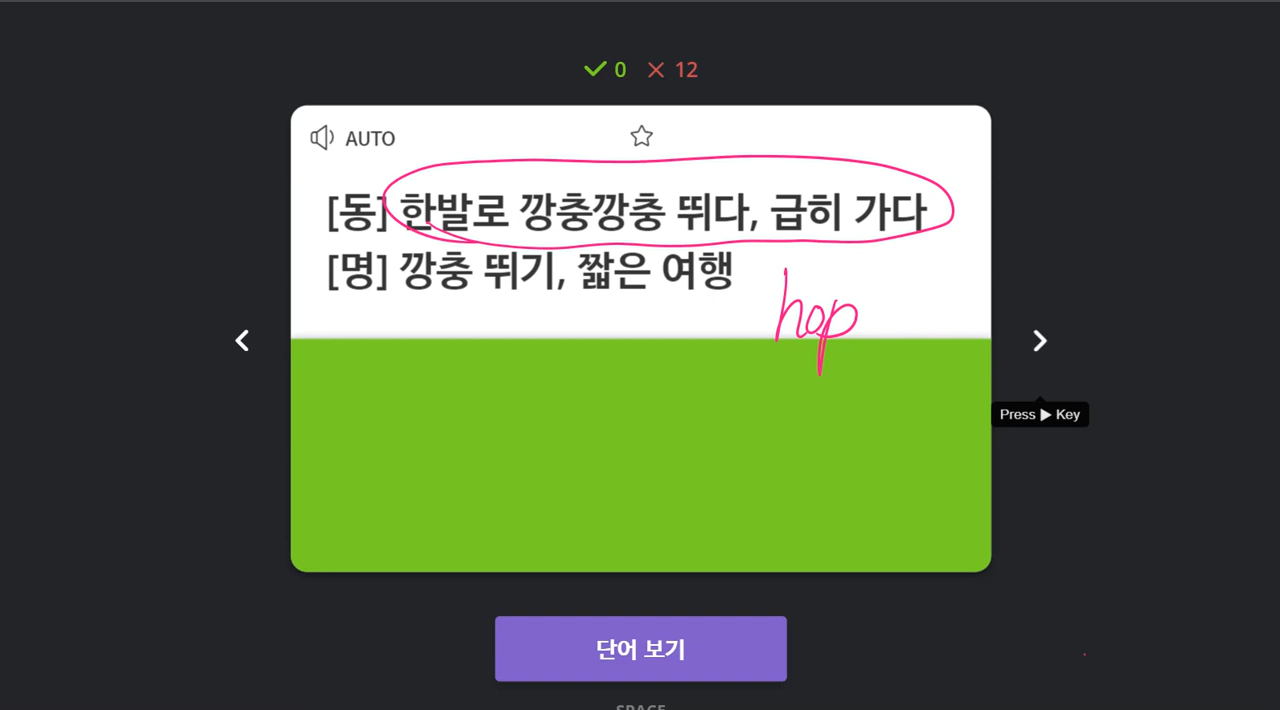 0 12
AUTO
[동] 한발로 깡충깡충 뛰다, 급히 가다
[명] 깡충 뛰기, 짧은 여행
hop
Press Key
단어 보기
SPACE